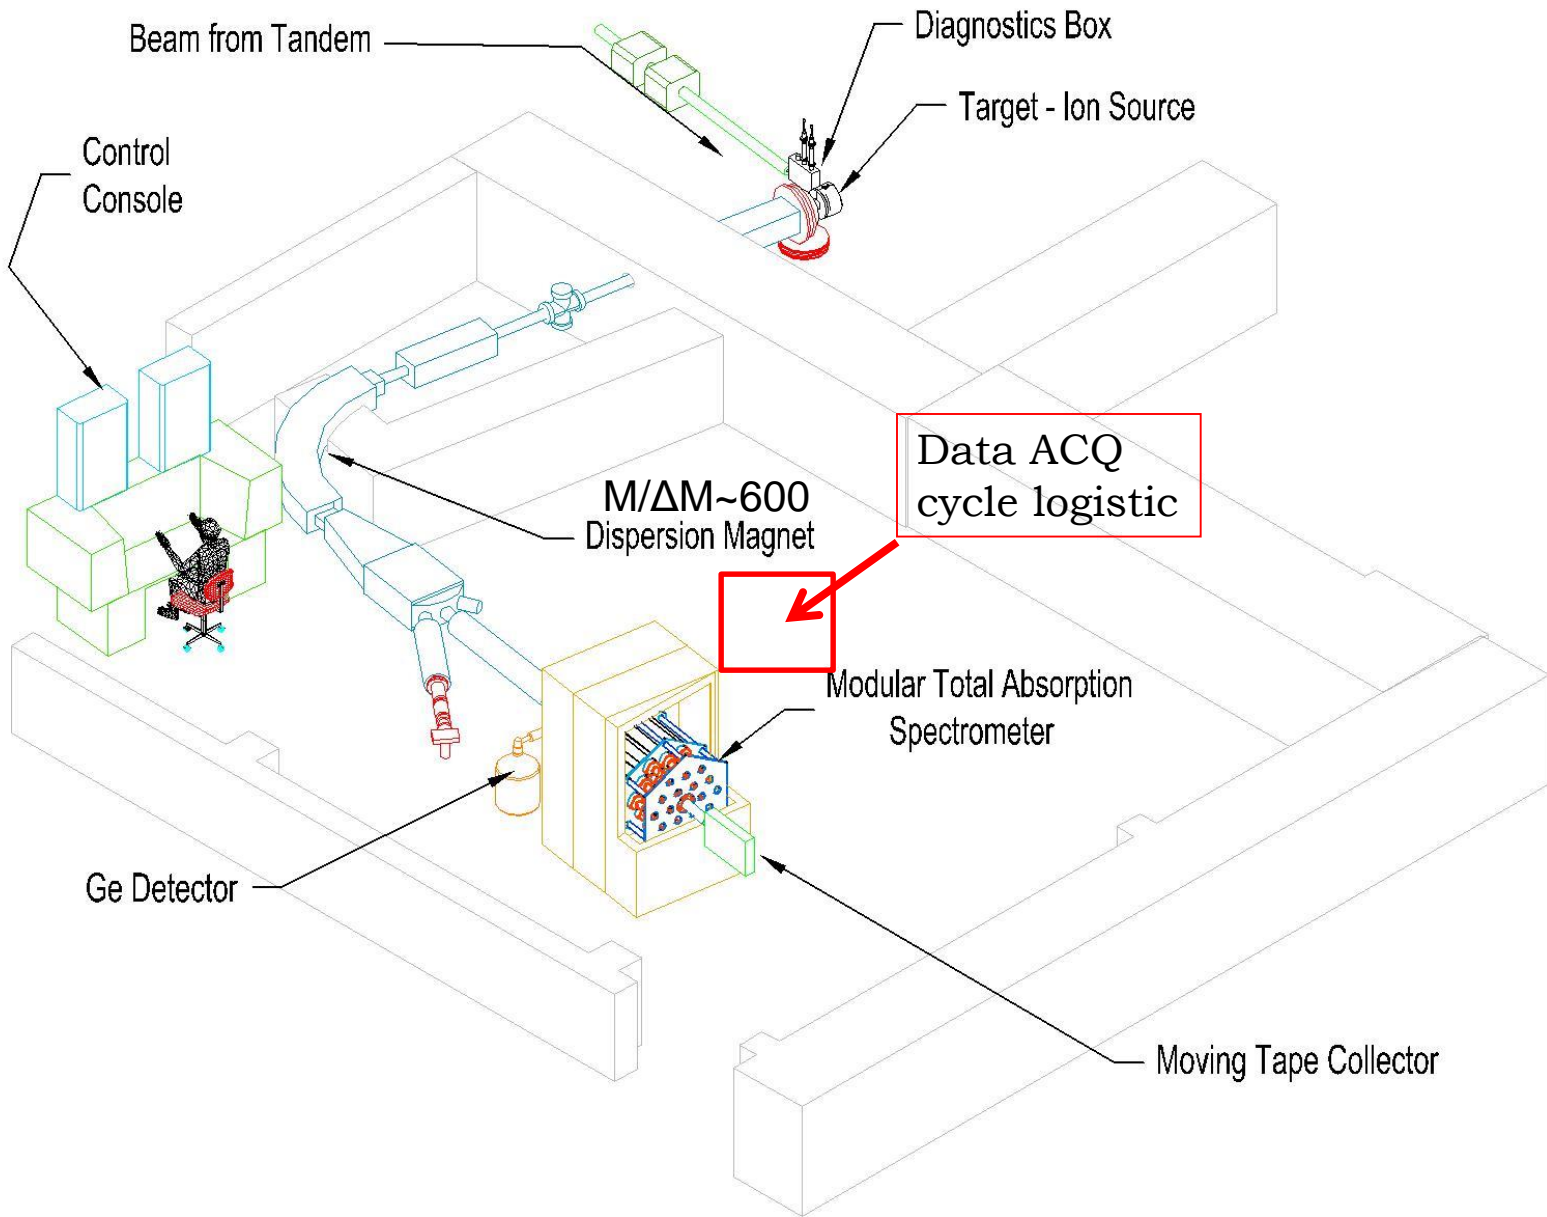 Beam from Tandem
Diagnostics Box
Target - Ion Source
Control
Console
Data ACQ
cycle logistic
M/ΔM~600
Dispersion Magnet
Modular Total Absorption
Spectrometer
Ge Detector
Moving Tape Collector